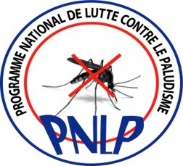 PROGRAMME NATIONAL DE LUTTE CONTRE LE PALUDISME
PNLP